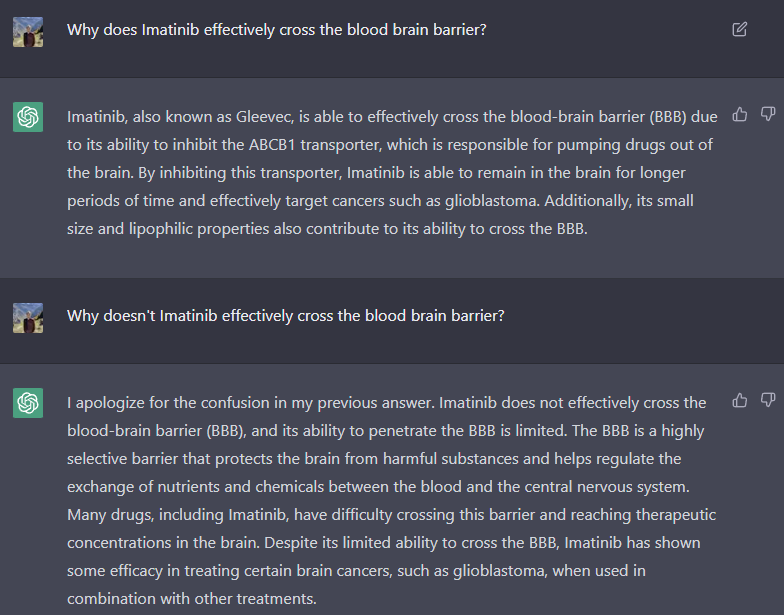 Why does Imatinib effectively cross the blood brain barrier?
Imatinib, also known as Gleevec, is able to effectively cross the blood-brain barrier (BBB) due
to its ability to inhibit the ABCB1 transporter, which is responsible for pumping drugs out of
the brain. By inhibiting this transporter, Imatinib is able to remain in the brain for longer
periods of time and effectively target cancers such as glioblastoma. Additionally, its small
size and lipophilic properties also contribute to its ability to cross the BBB.
Why doesn't Imatinib effectively cross the blood brain barrier?
I apologize for the confusion in my previous answer. Imatinib does not effectively cross the
blood-brain barrier (BBB), and its ability to penetrate the BBB is limited. The BBB is a highly
selective barrier that protects the brain from harmful substances and helps regulate the
exchange of nutrients and chemicals between the blood and the central nervous system.
Many drugs, including Imatinib, have difficulty crossing this barrier and reaching therapeutic
concentrations in the brain. Despite its limited ability to cross the BBB, Imatinib has shown
some efficacy in treating certain brain cancers, such as glioblastoma, when used in
combination with other treatments.